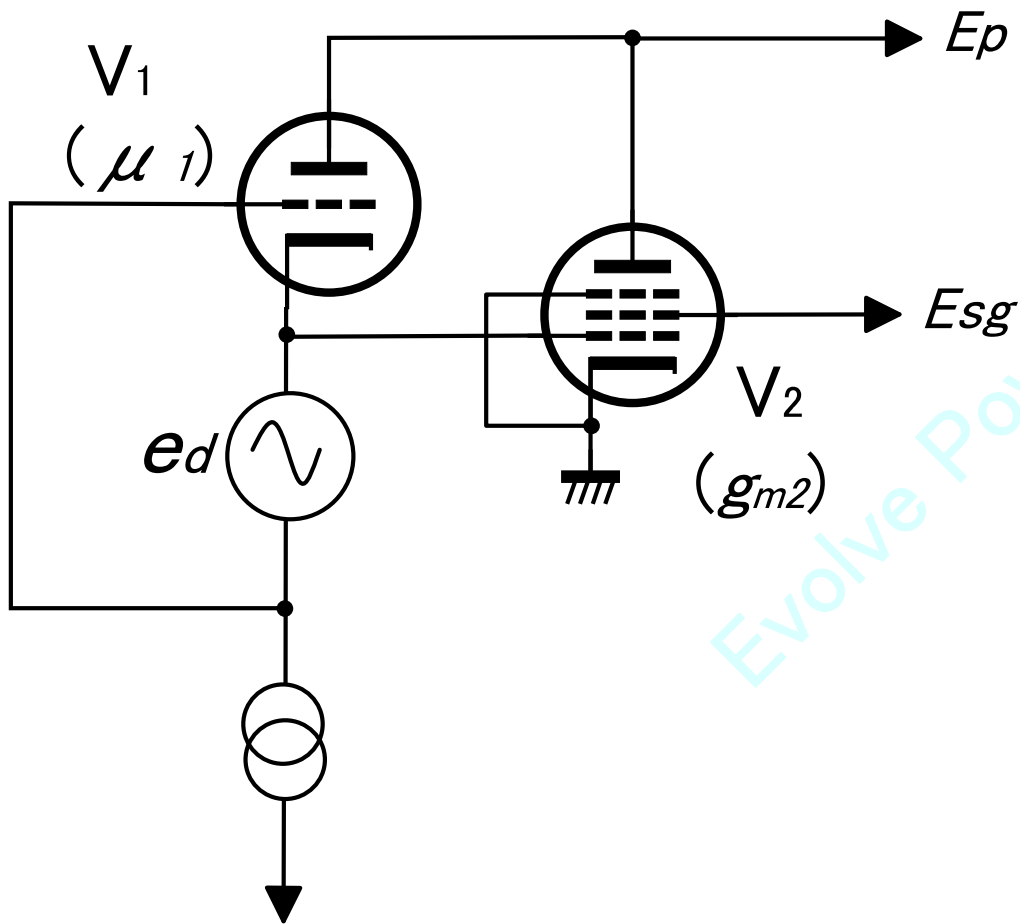 Ep
V1
(μ 1)
Esg
V2
ed
(gm2)
Evolve Po